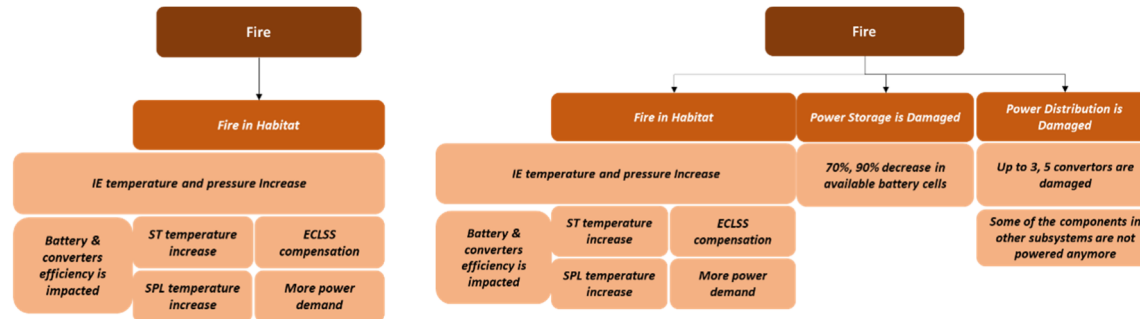 Fire
Fire in Habitat
IE temperature and pressure Increase
Battery &
converters
efficiency is
impacted
ST temperature
increase
ECLSS
compensation
SPL temperature
increase
More power
demand
Fire
Fire in Habitat
Power Storage is Damaged
Power Distribution is
Damaged
IE temperature and pressure Increase
70%, 90% decrease in
available battery cells
Up to 3, 5 convertors are
damaged
Battery &
converters
efficiency is
impacted
ST temperature
increase
ECLSS
compensation
Some of the components in
other subsystems are not
powered anymore
SPL temperature
increase
More power
demand